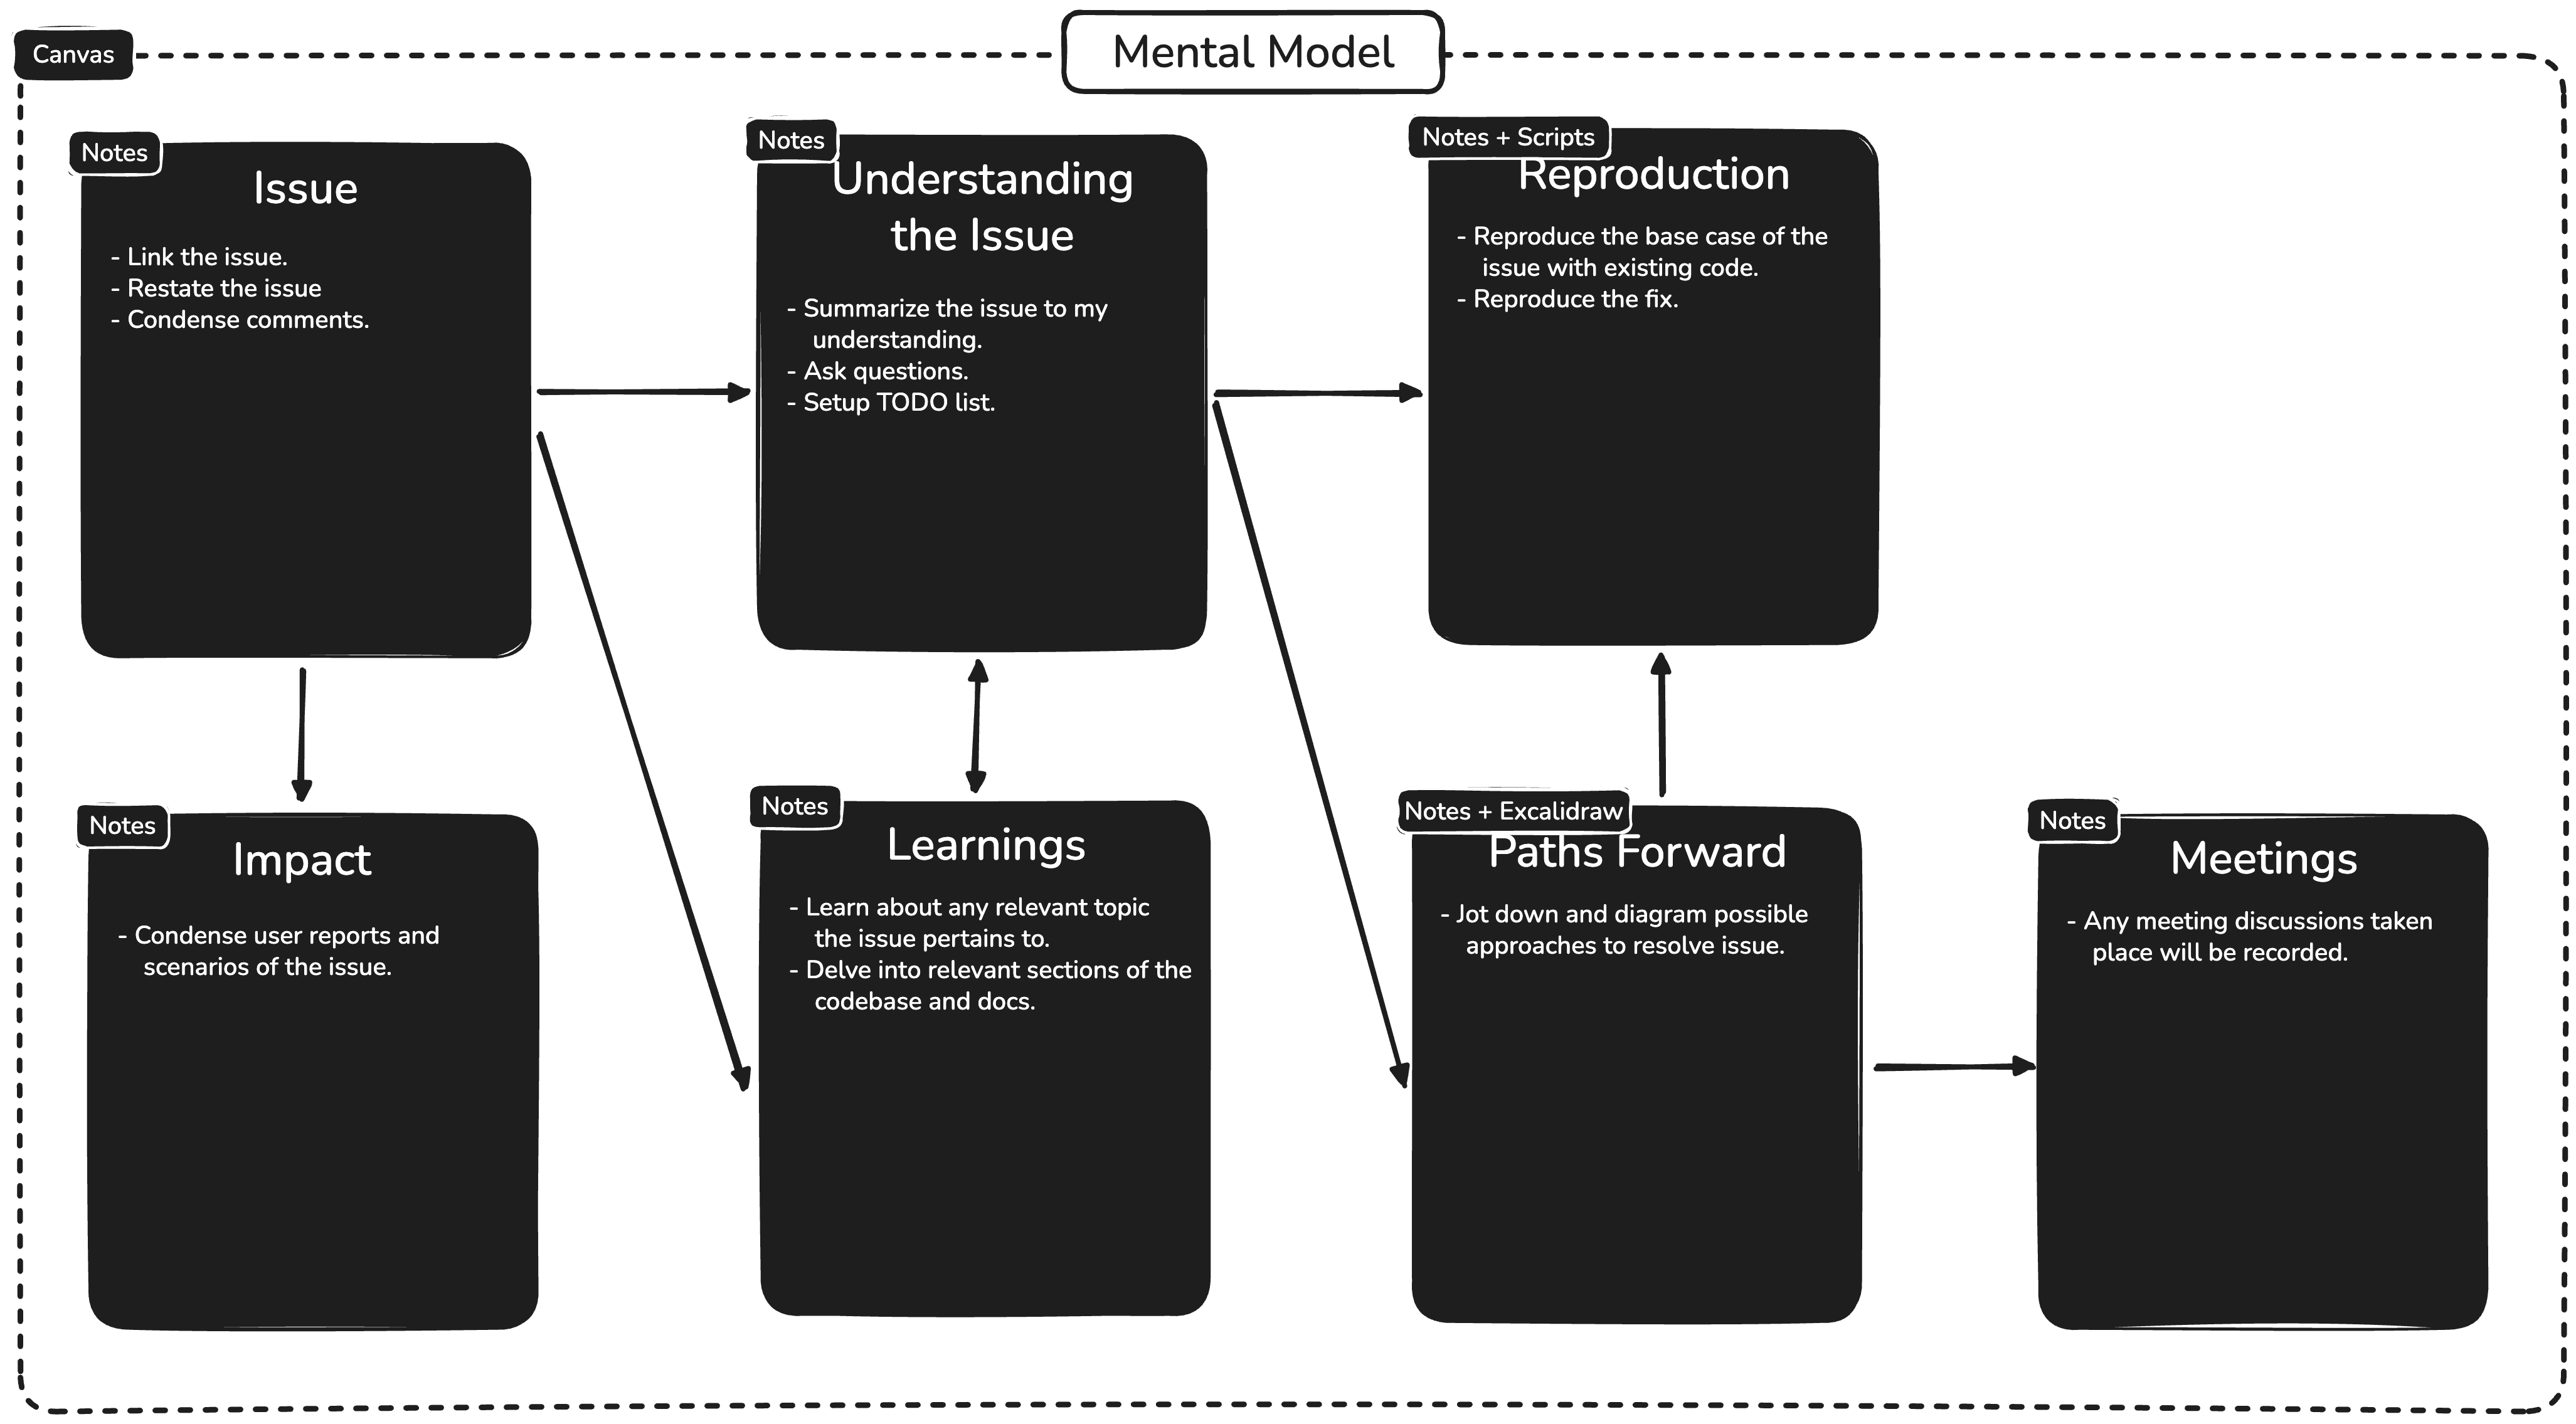 Canvas
Mental Model
Notes
Issue
- Link the issue.
- Restate the issue
- Condense comments.
Notes
Understanding
the Issue
- Summarize the issue to my
understanding.
- Ask questions.
- Setup TODO list.
Notes + Scripts
Reproduction
- Reproduce the base case of the
issue with existing code.
- Reproduce the fix.
Notes
Impact
- Condense user reports and
scenarios of the issue.
Notes
Learnings
- Learn about any relevant topic
the issue pertains to.
- Delve into relevant sections of the
codebase and docs.
Notes + Excalidraw
Paths Forward
- Jot down and diagram possible
approaches to resolve issue.
Notes
Meetings
- Any meeting discussions taken
place will be recorded.